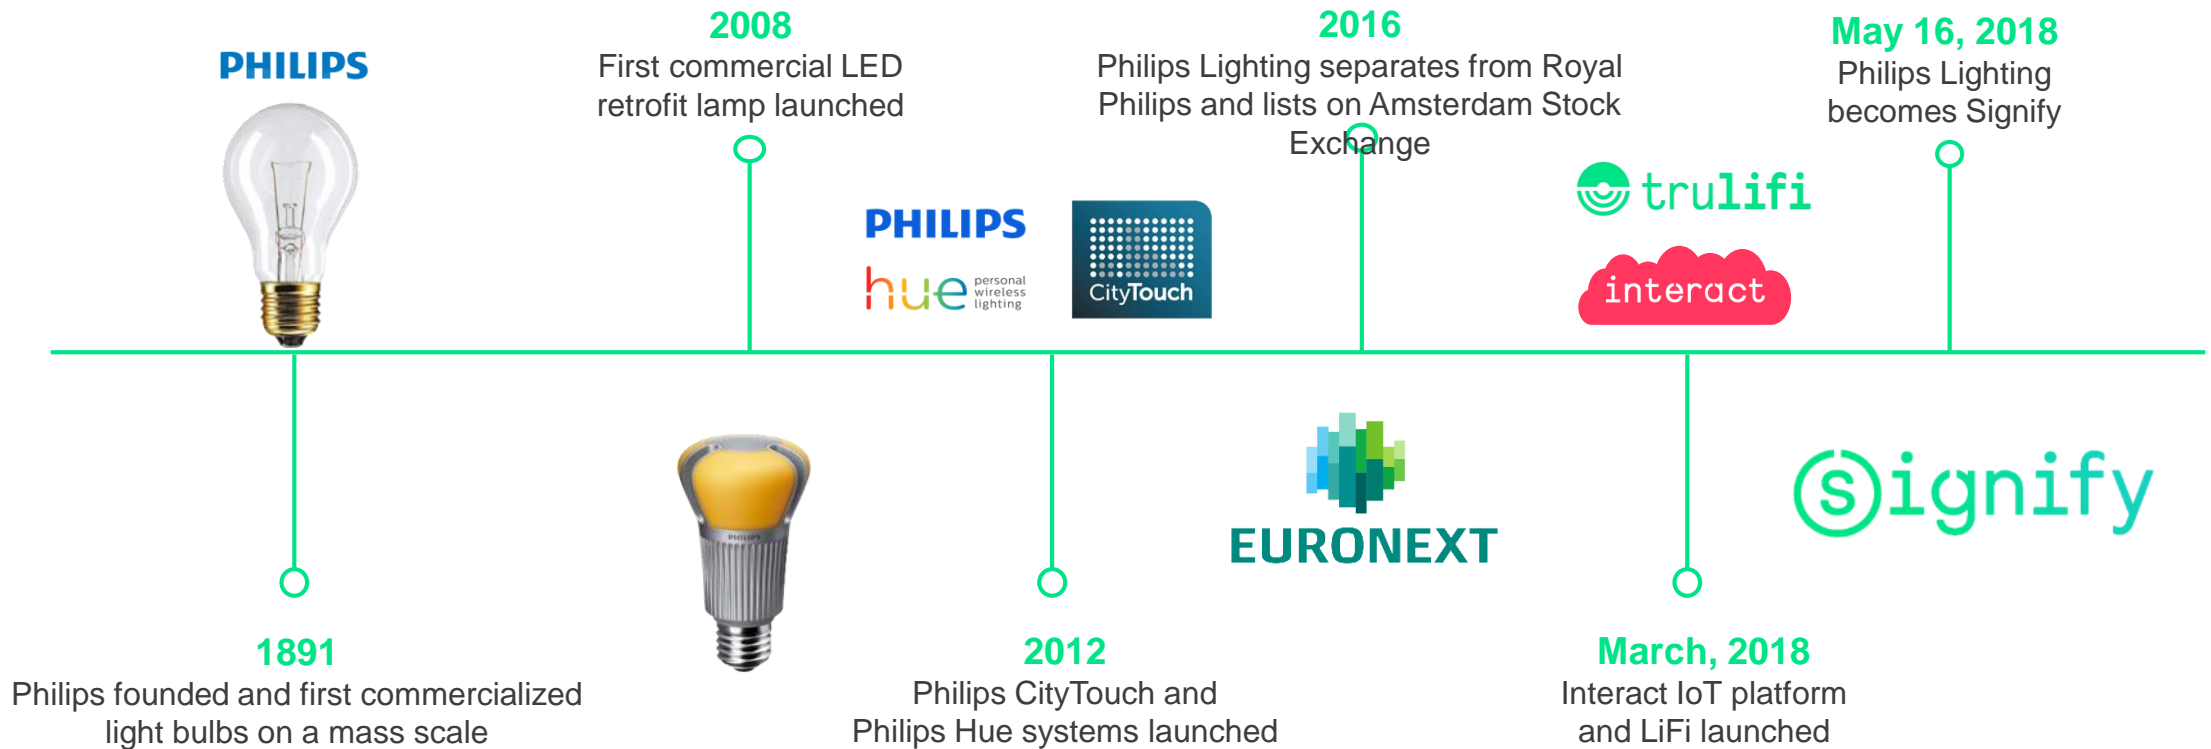 PHILIPS
2008
First commercial LED
retrofit lamp launched
2016
Philips Lighting separates from Royal
Philips and lists on Amsterdam Stock
Exchange
May 16, 2018
Philips Lighting
becomes Signify
PHILIPS
hue personal
wireless
lighting
CityTouch
trulifi
interact
PHILIPS
EURONEXT
signify
1891
Philips founded and first commercialized
light bulbs on a mass scale
2012
Philips CityTouch and
Philips Hue systems launched
March, 2018
Interact IoT platform
and LiFi launched